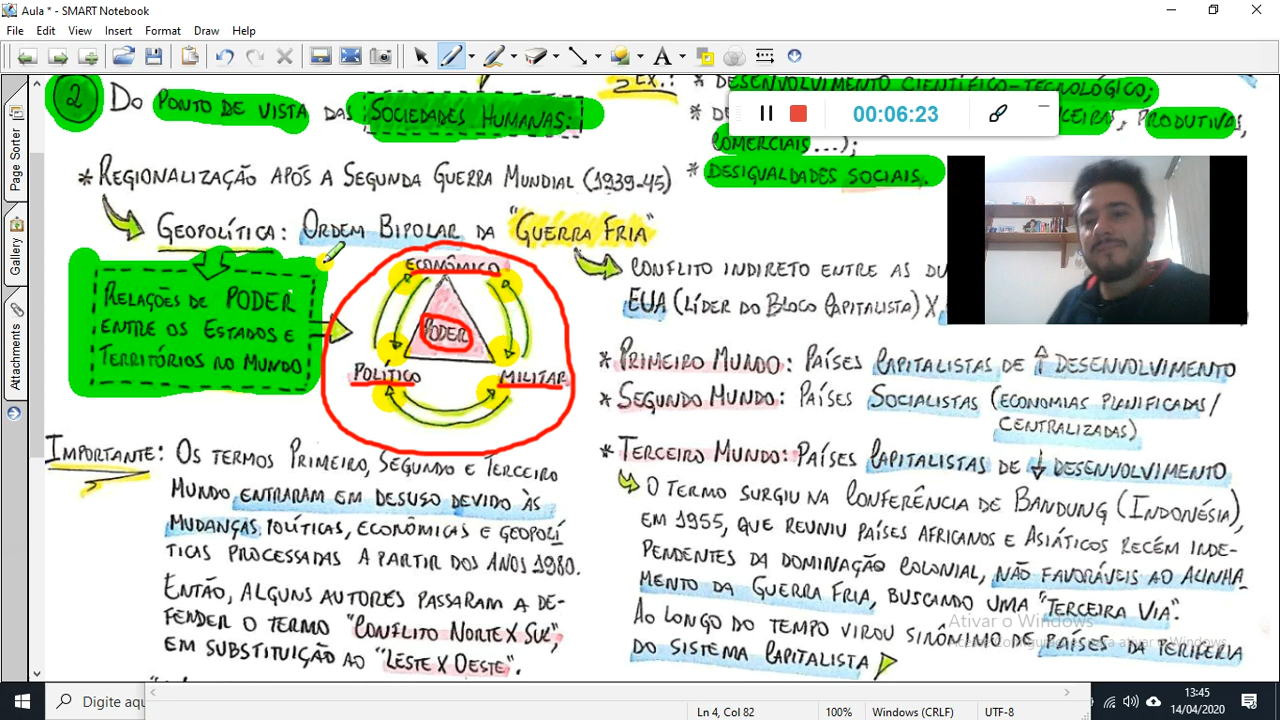 Aula * - SMART Notebook
File Edit View Insert Format Draw Help
Page Sorter
Gallery
Attachments
2 DO PONTO DE VISTA DAS SOCIEDADES HUMANAS:
* REGIONALIZAÇÃO APÓS A SEGUNDA GUERRA MUNDIAL (1939-45)
GEOPOLÍTICA: ORDEM BIPOLAR DA "GUERRA FRIA"
RELAÇÕES DE PODER
ENTRE OS ESTADOS E
TERRITÓRIOS NO MUNDO
ECONÔMICO
PODER
POLÍTICO
MILITAR
IMPORTANTE: OS TERMOS PRIMEIRO, SEGUNDO E TERCEIRO
MUNDO ENTRARAM EM DESUSO DEVIDO ÀS
MUDANÇAS POLÍTICAS, ECONÔMICAS E GEOPOLÍ
TICAS PROCESSADAS A PARTIR DOS ANOS 1980.
ENTÃO, ALGUNS AUTORES PASSARAM A DE-
FENDER O TERMO "CONFLITO NORTE X SUL",
EM SUBSTITUIÇÃO AO "LESTE X OESTE".
EX.: * DESENVOLVIMENTO CIENTÍFICO-TECNOLÓGICO;
* PRODUTIVAS,
COMERCIAIS...);
* DESIGUALDADES SOCIAIS.
00:06:23
CONFLITO INDIRETO ENTRE AS
EUA (LÍDER DO BLOCO CAPITALISTA) X
* PRIMEIRO MUNDO: PAÍSES CAPITALISTAS DE ↑ DESENVOLVIMENTO
* SEGUNDO MUNDO: PAÍSES SOCIALISTAS (ECONOMIAS PLANIFICADAS/
CENTRALIZADAS)
* TERCEIRO MUNDO: PAÍSES CAPITALISTAS DE ↓ DESENVOLVIMENTO
O TERMO SURGIU NA CONFERÊNCIA DE BANDUNG (INDONÉSIA),
EM 1955, QUE REUNIU PAÍSES AFRICANOS E ASIÁTICOS RECÉM INDE-
PENDENTES DA DOMINAÇÃO COLONIAL, NÃO FAVORÁVEIS AO ALINHA
MENTO DA GUERRA FRIA, BUSCANDO UMA "TERCEIRA VIA".
AO LONGO DO TEMPO VIROU SINÔNIMO DE PAÍSES DA PERIFERIA
DO SISTEMA CAPITALISTA
Ativar o Windows
Digite aqu
Ln 4, Col 82 100% Windows (CRLF) UTF-8
13:45
14/04/2020